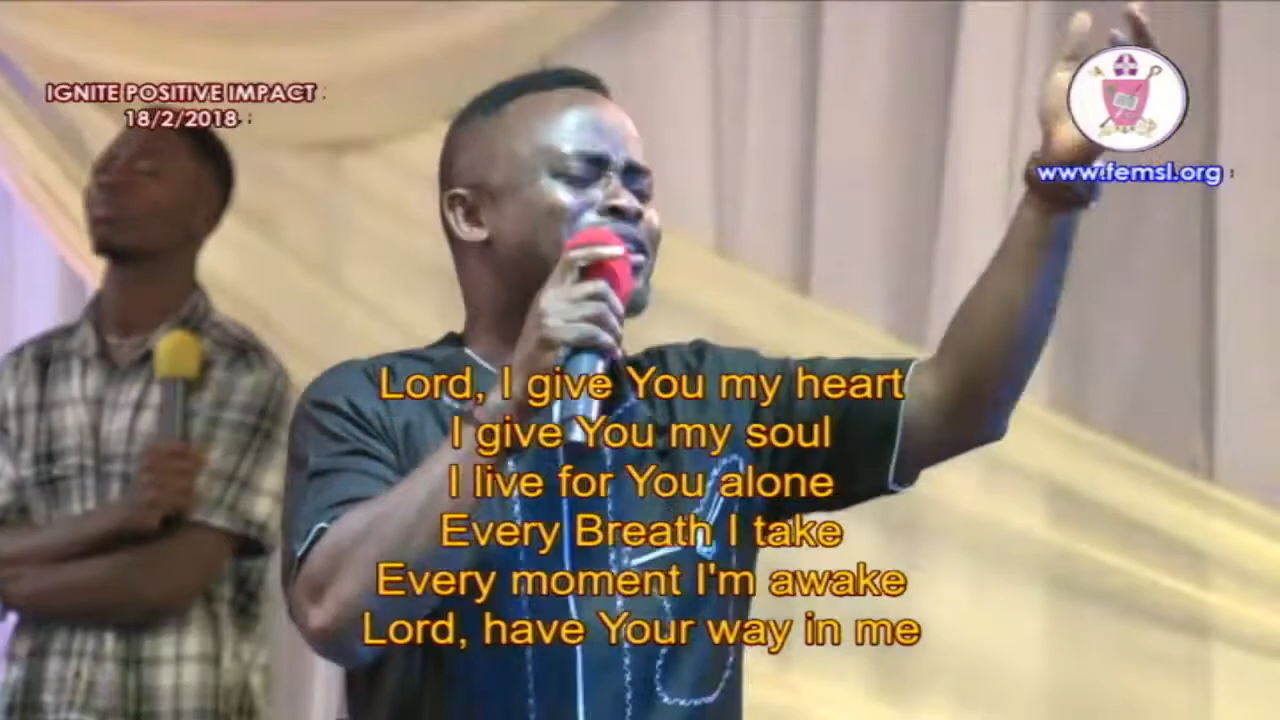 IGNITE POSITIVE IMPACT
18/2/2018
www.femsl.org
Lord, I give You my heart
I give You my soul
I live for You alone
Every Breath I take
Every moment I'm awake
Lord, have Your way in me